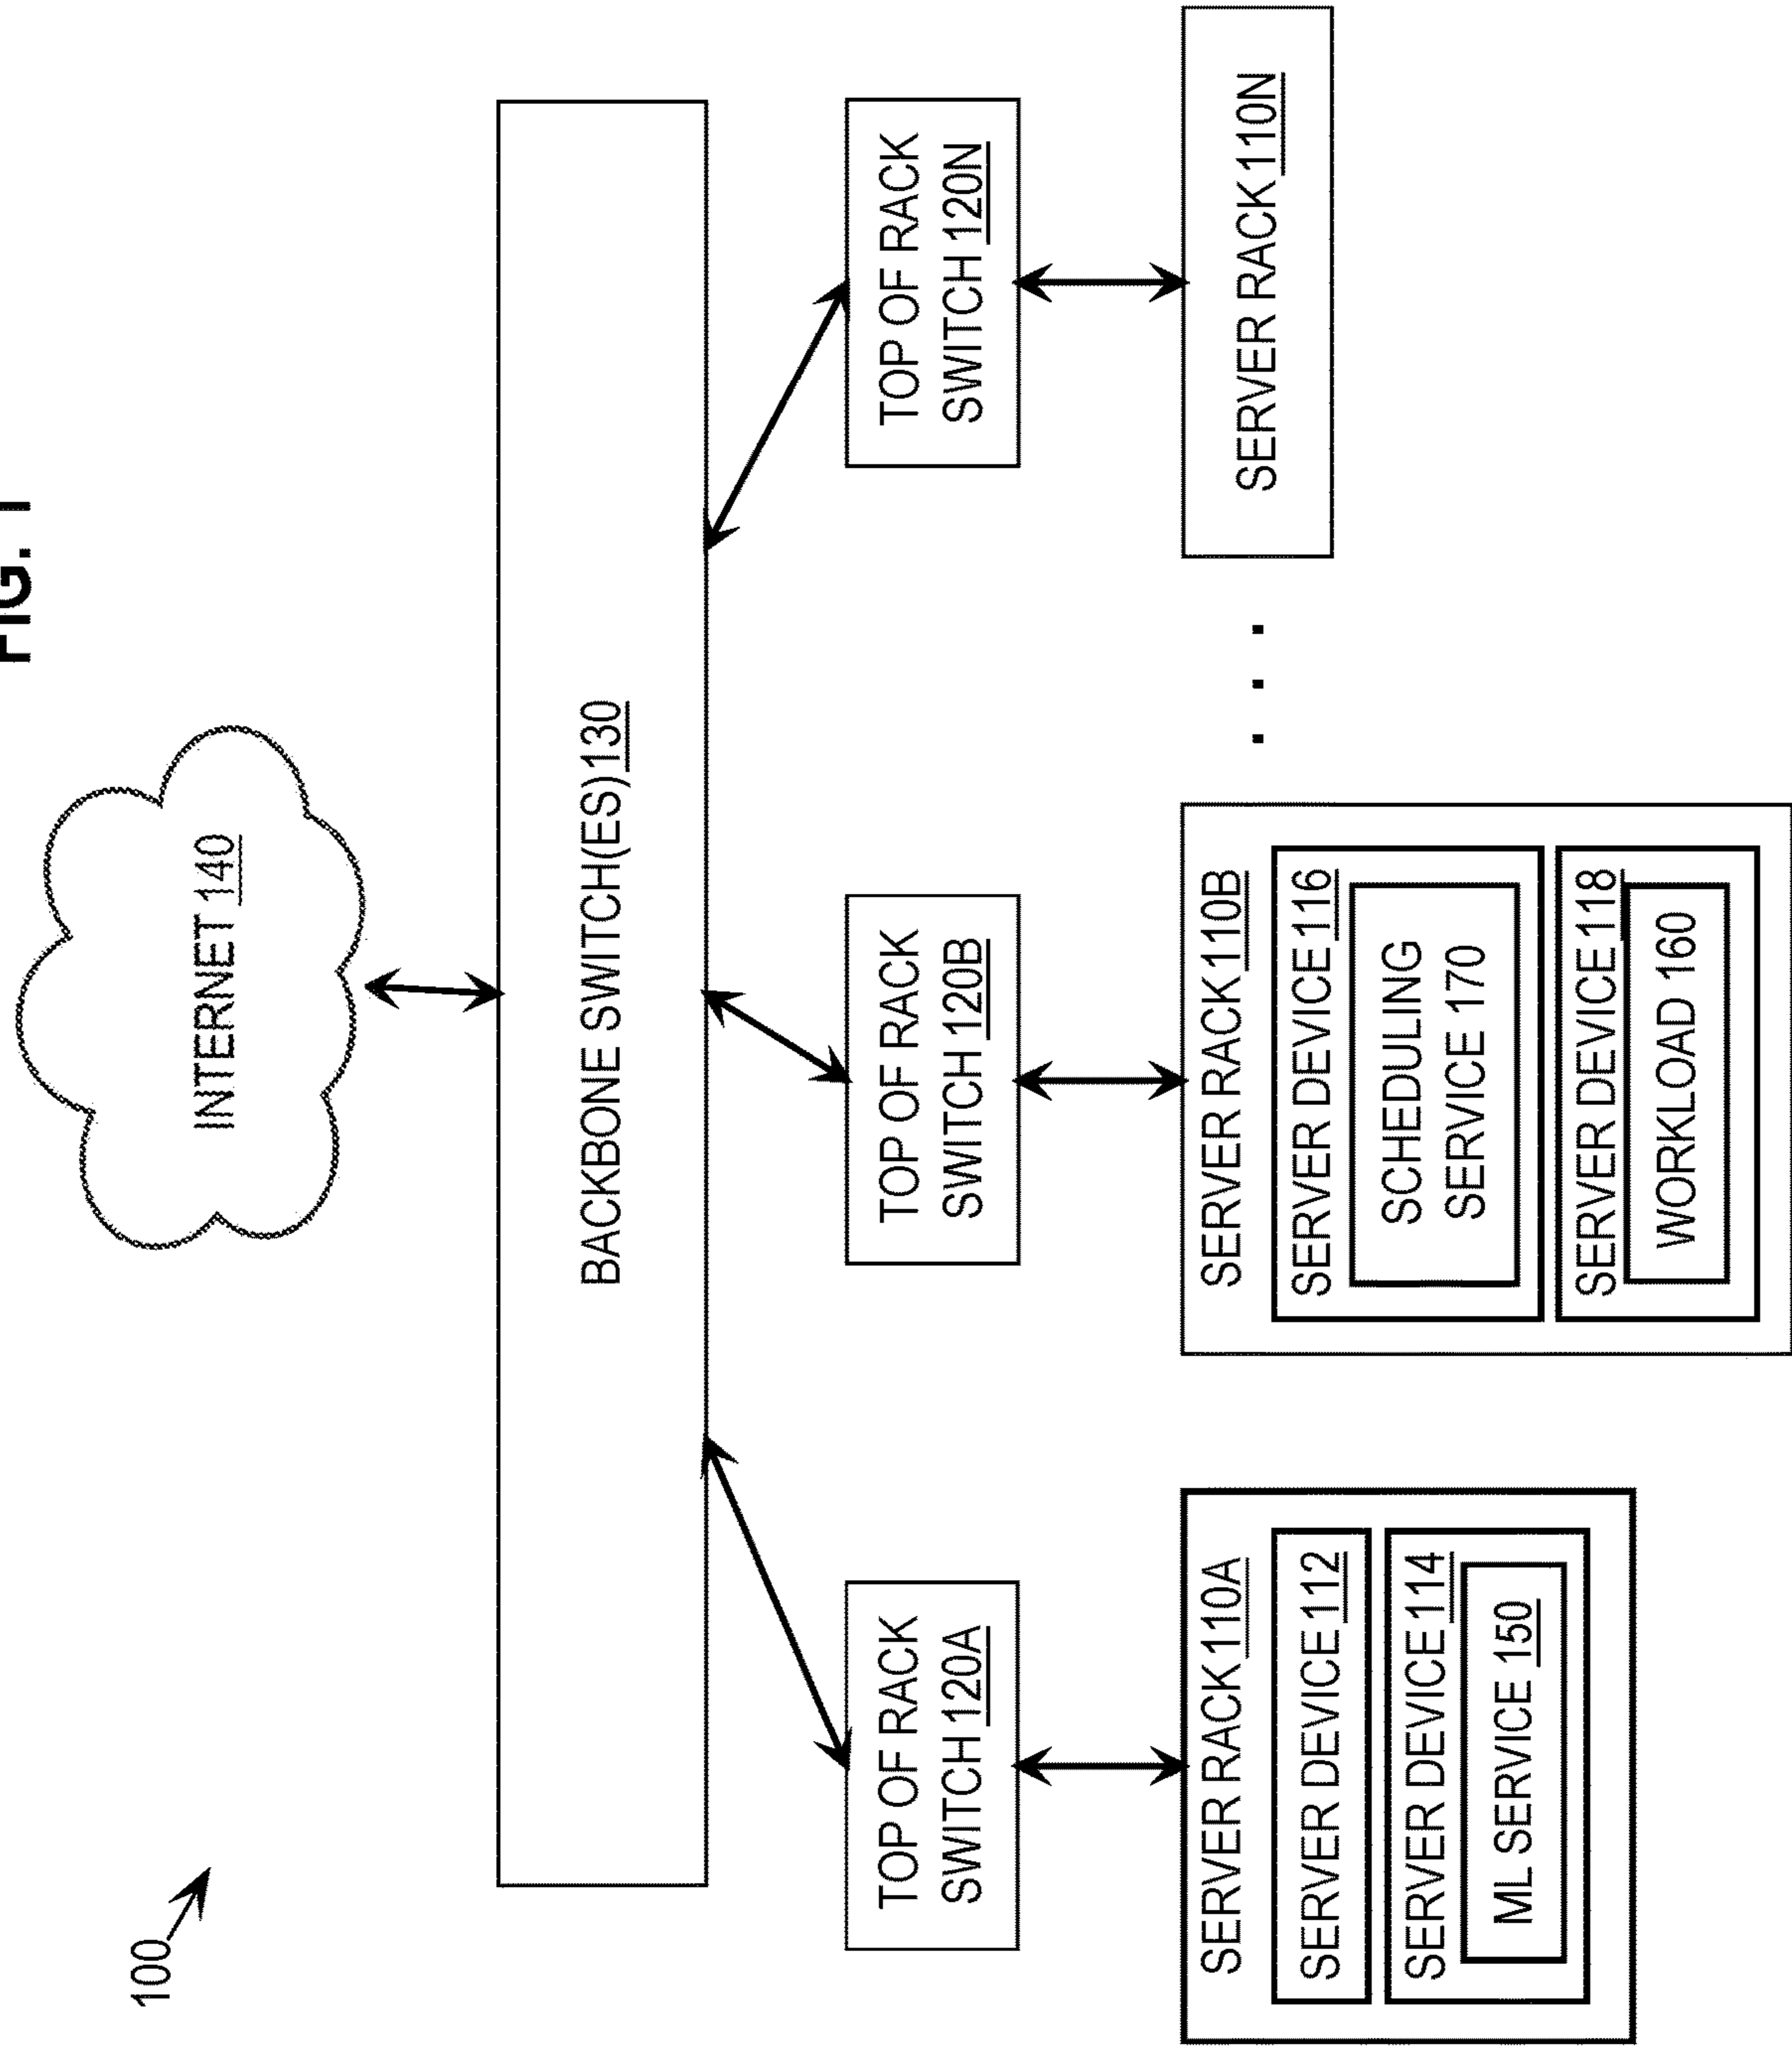 FIG. 1
100
INTERNET 140
BACKBONE SWITCH(ES) 130
TOP OF RACK
SWITCH 120A
TOP OF RACK
SWITCH 120B
TOP OF RACK
SWITCH 120N
SERVER RACK 110A
SERVER DEVICE 112
SERVER DEVICE 114
ML SERVICE 150
SERVER RACK 110B
SERVER DEVICE 116
SCHEDULING
SERVICE 170
SERVER DEVICE 118
WORKLOAD 160
. . .
SERVER RACK 110N